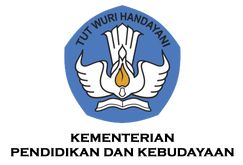 TUT WURI HANDAYANI
KEMENTERIAN
PENDIDIKAN DAN KEBUDAYAAN